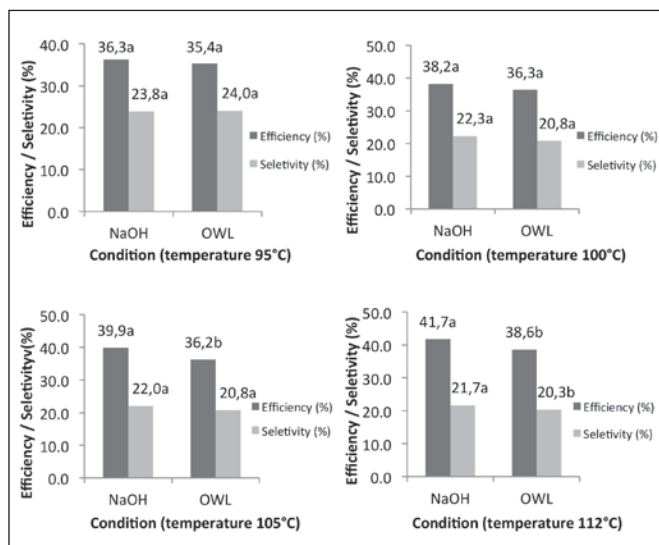 Efficiency / Seletivity (%)
40.0
30.0
20.0
10.0
0.0
36,3a
23,8a
35,4a
24,0a
NaOH
OWL
Condition (temperature 95°C)
Efficiency (%)
Seletivity (%)
Efficiency / Seletivity (%)
50.0
40.0
30.0
20.0
10.0
0.0
38,2a
22,3a
36,3a
20,8a
NaOH
OWL
Condition (temperature 100°C)
Efficiency (%)
Seletivity (%)
Efficiency / Seletivityv(%)
50.0
40.0
30.0
20.0
10.0
0.0
39,9a
22,0a
36,2b
20,8a
NaOH
OWL
Condition (temperature 105°C)
Efficiency (%)
Seletivity (%)
Efficiency / Seletivity (%)
50.0
40.0
30.0
20.0
10.0
0.0
41,7a
21,7a
38,6b
20,3b
NaOH
OWL
Condition (temperature 112°C)
Efficiency (%)
Seletivity (%)